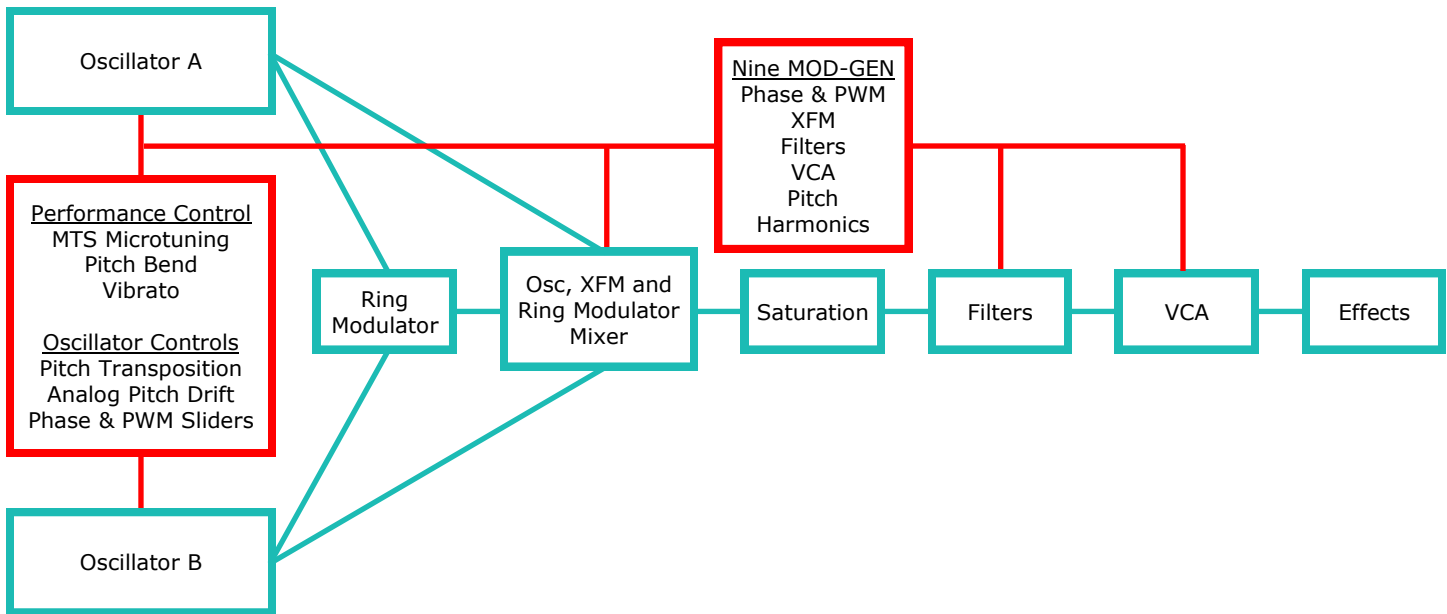 Oscillator A
Nine MOD-GEN
Phase & PWM
XFM
Filters
VCA
Pitch
Harmonics
Performance Control
MTS Microtuning
Pitch Bend
Vibrato
Oscillator Controls
Pitch Transposition
Analog Pitch Drift
Phase & PWM Sliders
Ring
Modulator
Osc, XFM and
Ring Modulator
Mixer
Saturation
Filters
VCA
Effects
Oscillator B